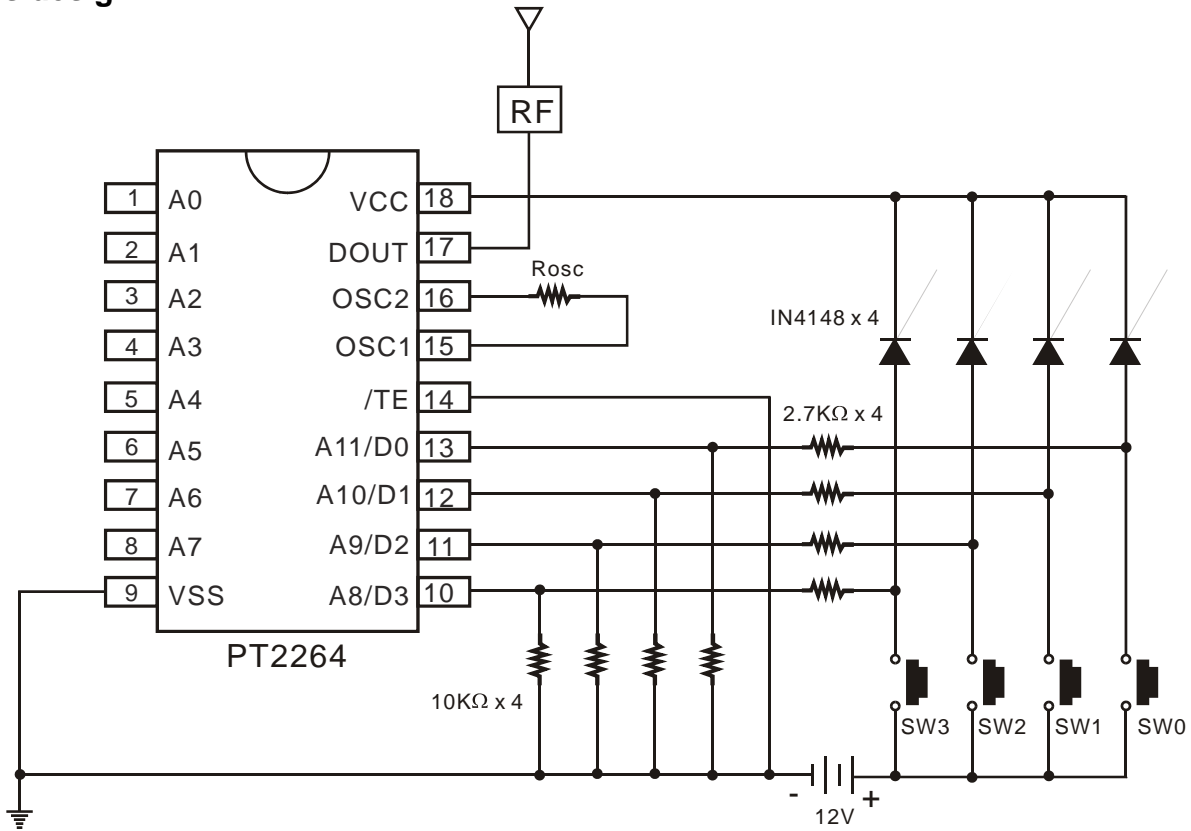 RF
1 A0 VCC 18
2 A1 DOUT 17
Rosc
3 A2 OSC2 16
4 A3 OSC1 15
IN4148 x 4
5 A4 /TE 14
2.7KΩ x 4
6 A5 A11/D0 13
7 A6 A10/D1 12
8 A7 A9/D2 11
9 VSS A8/D3 10
PT2264
10KΩ x 4
SW3 SW2 SW1 SW0
- +
12V